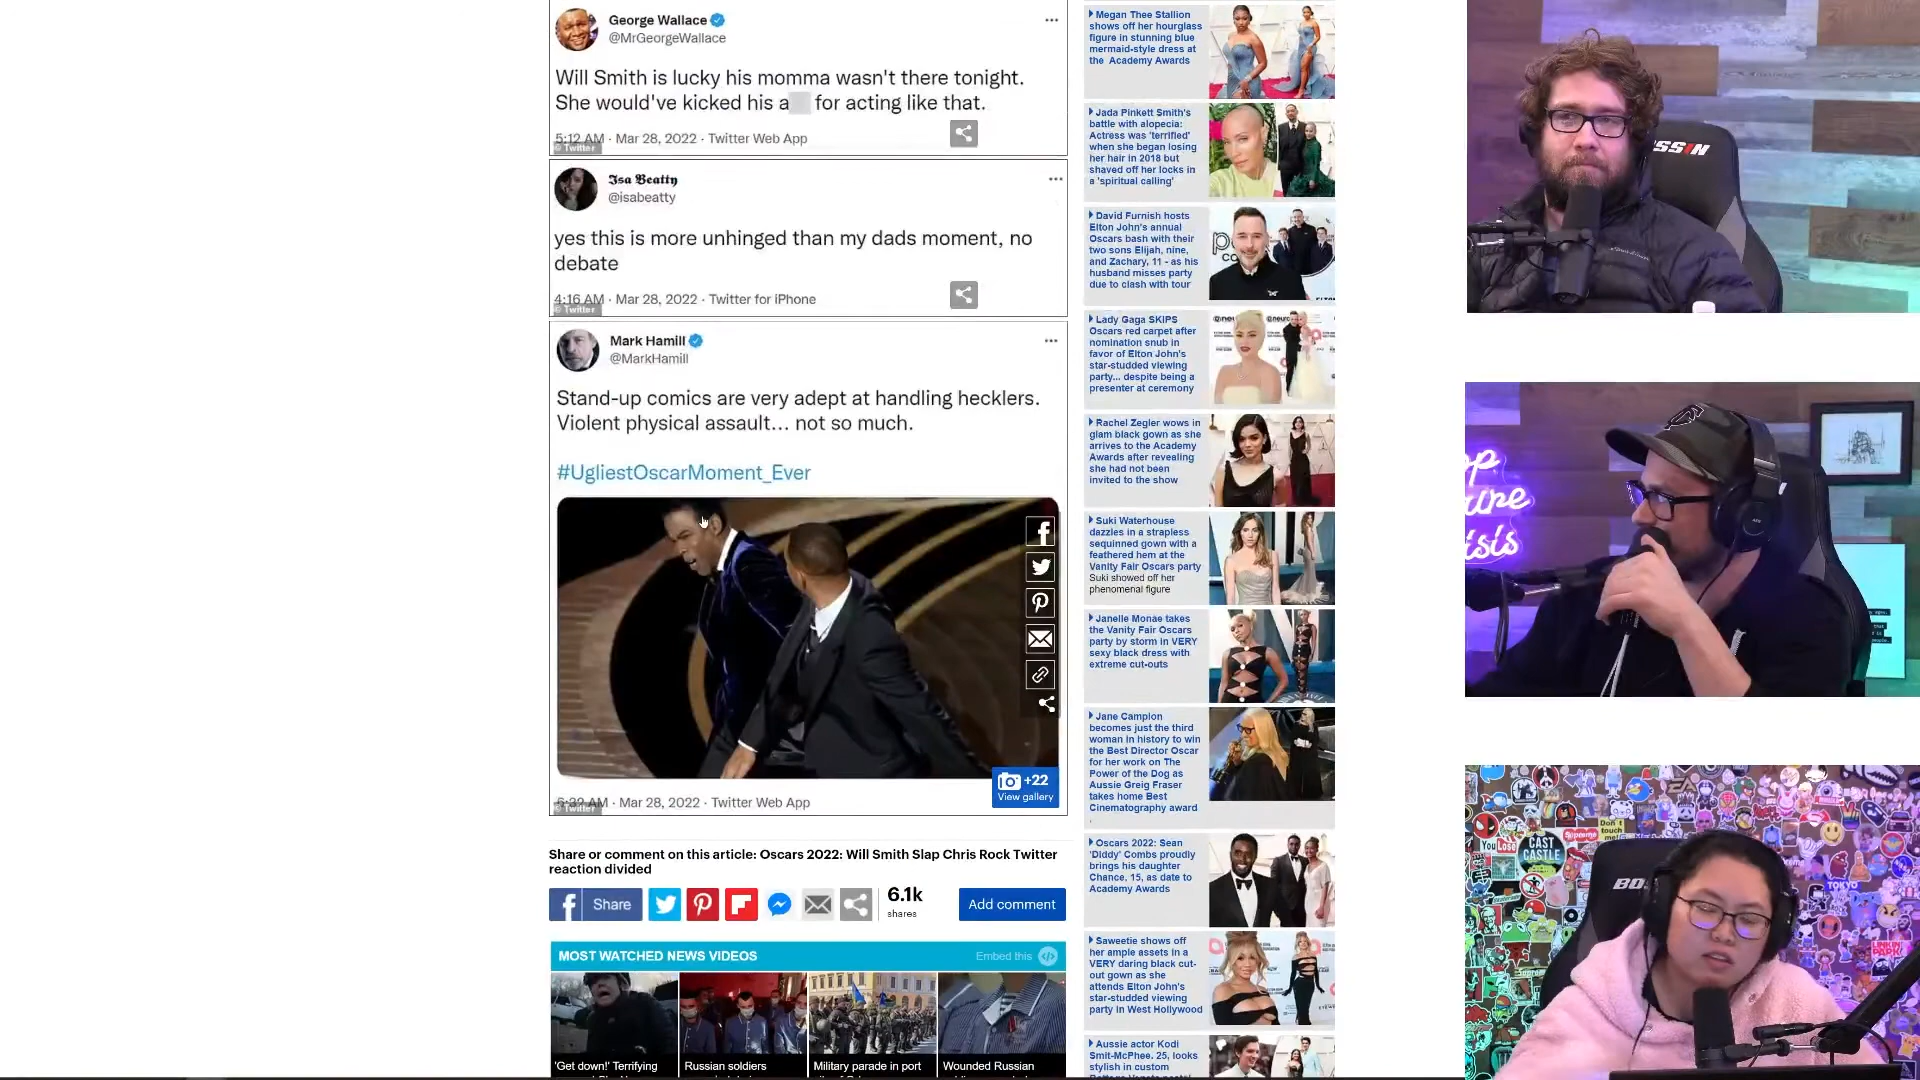 George Wallace
@MrGeorgeWallace
Will Smith is lucky his momma wasn't there tonight.
She would've kicked his a for acting like that.
5:12 AM · Mar 28, 2022 · Twitter Web App
© Twitter
Isa Beatty
@isabeatty
yes this is more unhinged than my dads moment, no
debate
4:16 AM · Mar 28, 2022 · Twitter for iPhone
© Twitter
Mark Hamill
@MarkHamill
Stand-up comics are very adept at handling hecklers.
Violent physical assault... not so much.
#UgliestOscarMoment_Ever
+22
View gallery
AM · Mar 28, 2022 · Twitter Web App
© Twitter
Share or comment on this article: Oscars 2022: Will Smith Slap Chris Rock Twitter
reaction divided
Share
6.1k
shares
Add comment
MOST WATCHED NEWS VIDEOS
Embed this
'Get down!' Terrifying
Russian soldiers
Military parade in port
Wounded Russian
Megan Thee Stallion
shows off her hourglass
figure in stunning blue
mermaid-style dress at
the Academy Awards
Jada Pinkett Smith's
battle with alopecia:
Actress was 'terrified'
when she began losing
her hair in 2018 but
shaved off her locks in
a 'spiritual calling'
David Furnish hosts
Elton John's annual
Oscars bash with their
two sons Elijah, nine,
and Zachary, 11 - as his
husband misses party
due to clash with tour
Lady Gaga SKIPS
Oscars red carpet after
nomination snub in
favor of Elton John's
star-studded viewing
party... despite being a
presenter at ceremony
Rachel Zegler wows in
glam black gown as she
arrives to the Academy
Awards after revealing
she had not been
invited to the show
Suki Waterhouse
dazzles in a strapless
sequinned gown with a
feathered hem at the
Vanity Fair Oscars party
Suki showed off her
phenomenal figure
Janelle Monae takes
the Vanity Fair Oscars
party by storm in VERY
sexy black dress with
extreme cut-outs
Jane Campion
becomes just the third
woman in history to win
the Best Director Oscar
for her work on The
Power of the Dog as
Aussie Greig Fraser
takes home Best
Cinematography award
.
Oscars 2022: Sean
'Diddy' Combs proudly
brings his daughter
Chance, 15, as date to
Academy Awards
Saweetie shows off
her ample assets in a
VERY daring black cut-
out gown as she
attends Elton John's
star-studded viewing
party in West Hollywood
Aussie actor Kodi
Smit-McPhee, 25, looks
stylish in custom
SSIN
Don't
touch
me!
Supreme
You Lose
CAST
CASTLE
EA
TOKYO
LINKIN
PARK
BO